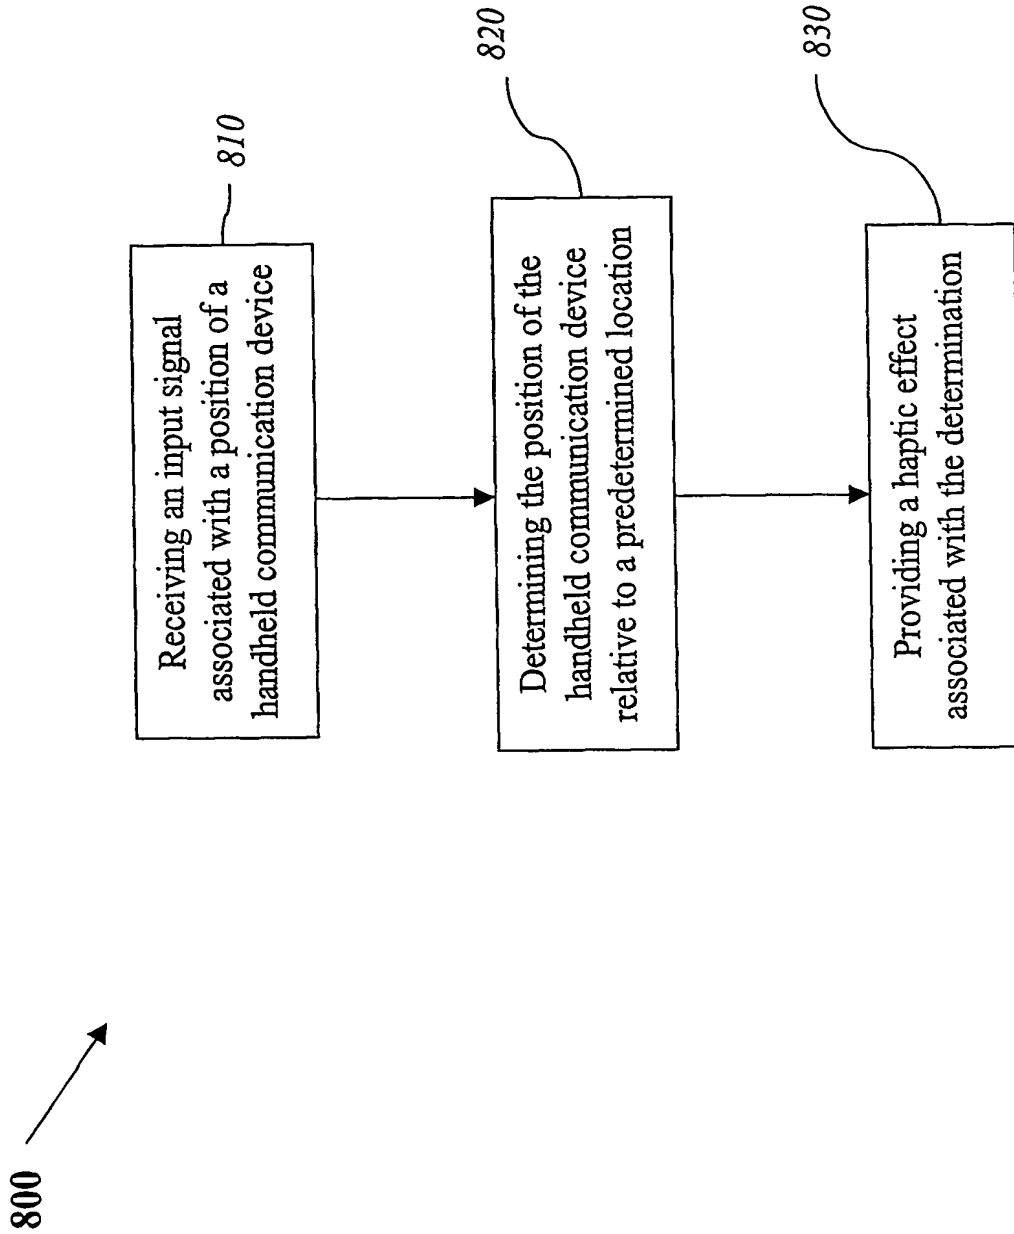 800
Receiving an input signal
associated with a position of a
handheld communication device
810
Determining the position of the
handheld communication device
relative to a predetermined location
820
Providing a haptic effect
associated with the determination
830